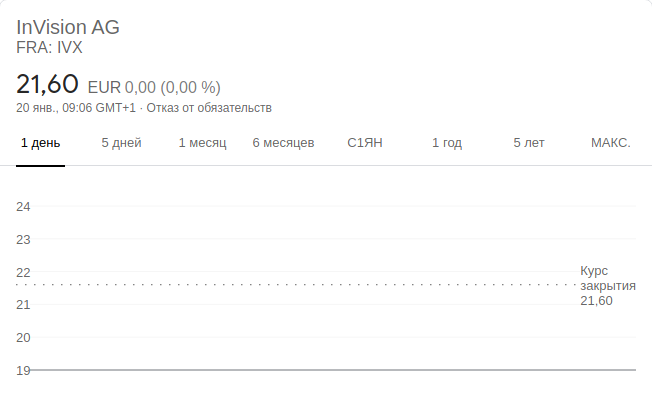 InVision AG
FRA: IVX
21,60 EUR 0,00 (0,00 %)
20 янв., 09:06 GMT+1 · Отказ от обязательств
1 день 5 дней 1 месяц 6 месяцев С1ЯН 1 год 5 лет МАКС.
24
23
22
21
20
19
Курс
закрытия
21,60